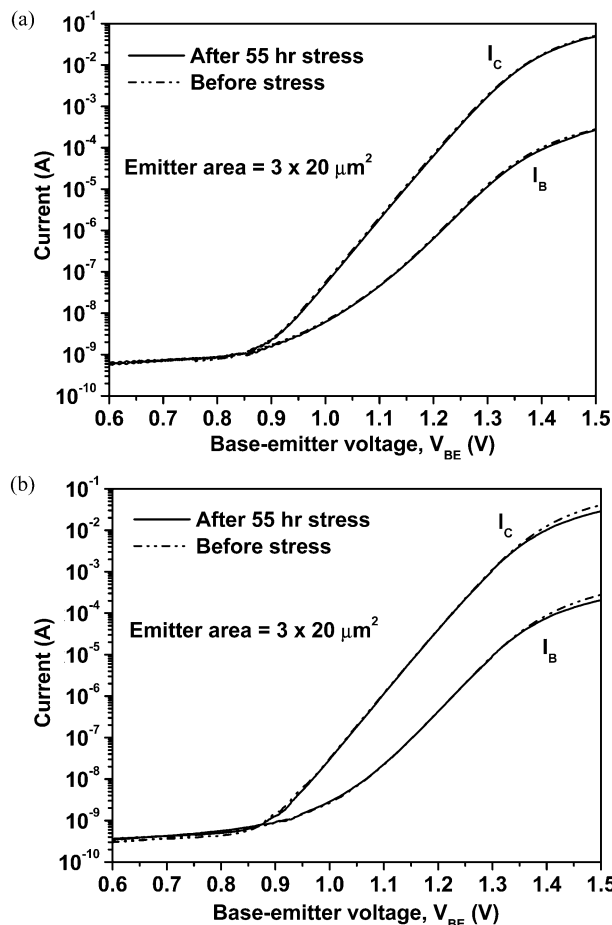 (a)
10⁻¹
10⁻²
10⁻³
10⁻⁴
10⁻⁵
10⁻⁶
10⁻⁷
10⁻⁸
10⁻⁹
10⁻¹⁰
Current (A)
After 55 hr stress
Before stress
Emitter area = 3 x 20 μm²
I_C
I_B
0.6 0.7 0.8 0.9 1.0 1.1 1.2 1.3 1.4 1.5
Base-emitter voltage, V_BE (V)
(b)
10⁻¹
10⁻²
10⁻³
10⁻⁴
10⁻⁵
10⁻⁶
10⁻⁷
10⁻⁸
10⁻⁹
10⁻¹⁰
Current (A)
After 55 hr stress
Before stress
Emitter area = 3 x 20 μm²
I_C
I_B
0.6 0.7 0.8 0.9 1.0 1.1 1.2 1.3 1.4 1.5
Base-emitter voltage, V_BE (V)